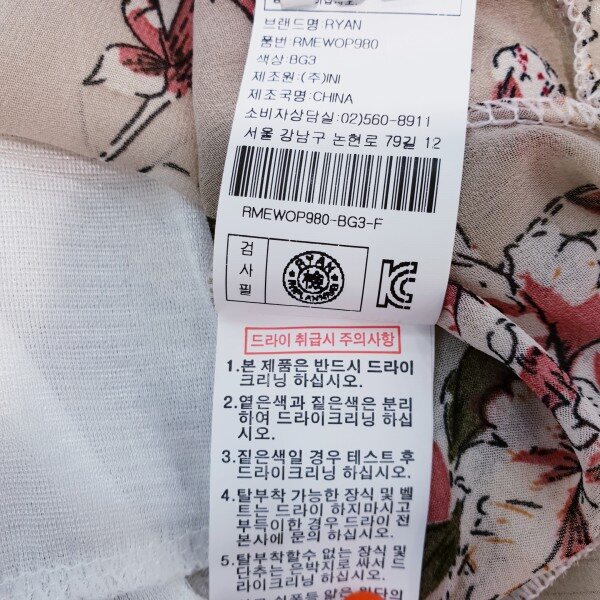 하십시오.
브랜드명:RYAN
품번:RMEWOP980
색상:BG3
제조원:(주)INI
제조국명:CHINA
소비자상담실:02)560-8911
서울 강남구 논현로 79길 12
RMEWOP980-BG3-F
검사필
RYAN
檢
드라이 취급시 주의사항
1.본 제품은 반드시 드라이
크리닝 하십시오.
2.옅은색과 짙은색은 분리
하여 드라이크리닝 하십
시오.
3.짙은색일 경우 테스트 후
드라이크리닝 하십시오.
4.탈부착 가능한 장식 및 벨
트는 드라이 하지마시고
부득이한 경우 드라이 전
본사에 문의 하십시오.
5.탈부착할수 없는 장식 및
단추는 은박지로 싸서 드
라이크리닝 하십시오.